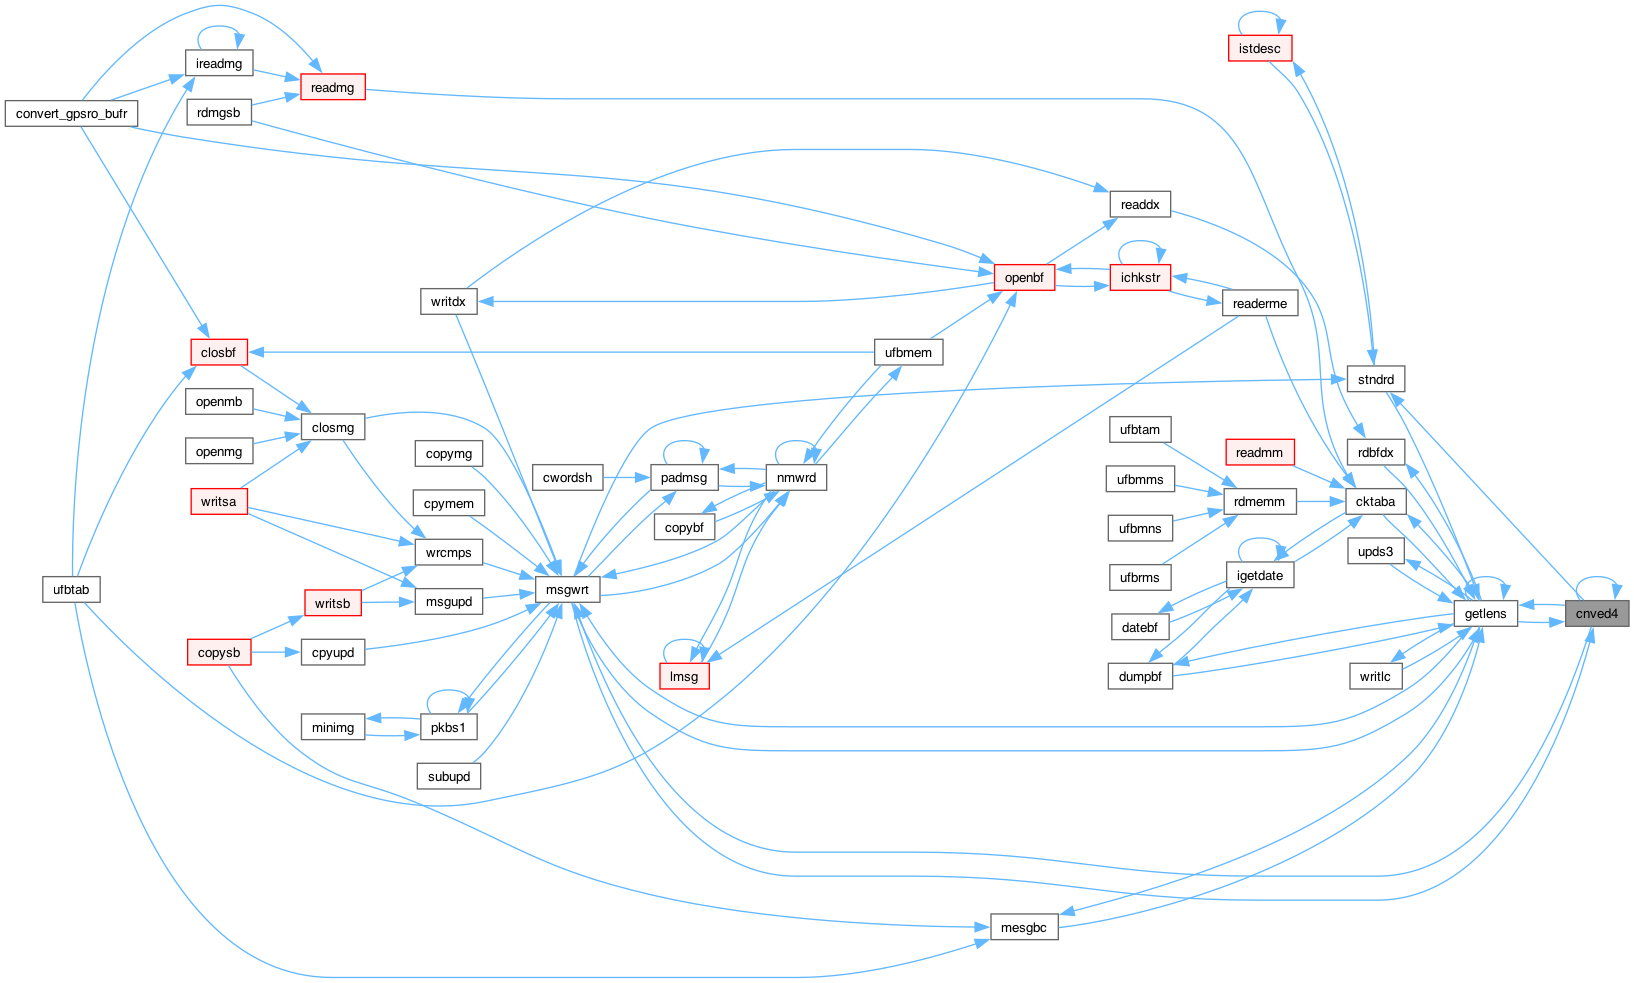 istdesc
ireadmg
readmg
convert_gpsro_bufr
rdmgsb
readdx
openbf
ichkstr
writdx
readerme
closbf
ufbmem
stndrd
openmb
closmg
ufbtam
openmg
copymg
readmm
rdbfdx
cwordsh
padmsg
nmwrd
ufbmms
writsa
cpymem
rdmemm
cktaba
copybf
ufbmns
wrcmps
upds3
ufbrms
igetdate
ufbtab
msgwrt
writsb
msgupd
getlens
cnved4
datebf
copysb
cpyupd
lmsg
dumpbf
writlc
minimg
pkbs1
subupd
mesgbc